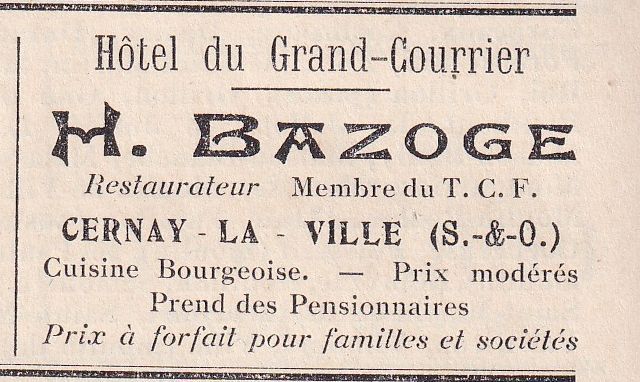 Hôtel du Grand-Courrier
H. BAZOGE
Restaurateur Membre du T. C. F.
CERNAY - LA - VILLE (S.-&-O.)
Cuisine Bourgeoise. — Prix modérés
Prend des Pensionnaires
Prix à forfait pour familles et sociétés